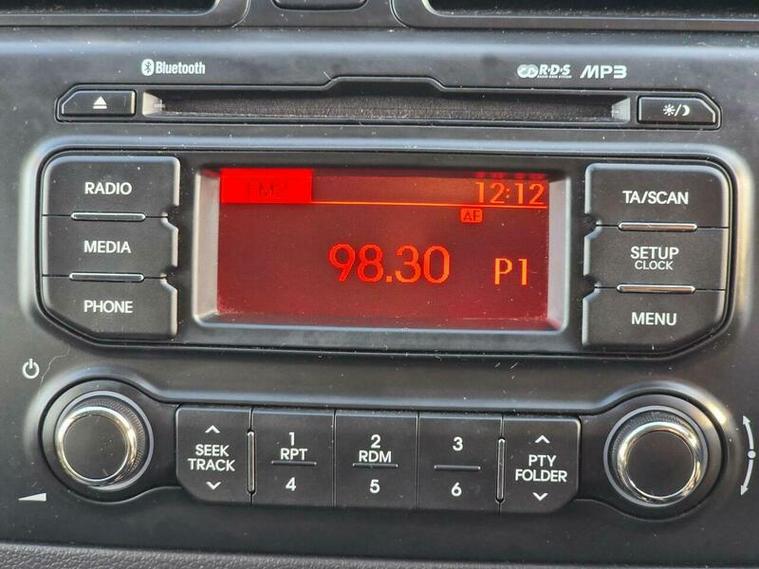 Bluetooth
R·D·S MP3
RADIO
MEDIA
PHONE
12:12
AF
98.30 P1
TA/SCAN
SETUP
CLOCK
MENU
SEEK
TRACK
1
RPT
4
2
RDM
5
3
6
PTY
FOLDER